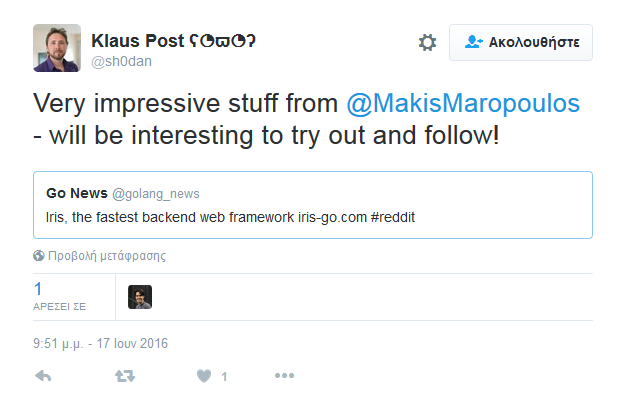 Klaus Post ʕ◔ϖ◔ʔ
@sh0dan
Ακολουθήστε
Very impressive stuff from @MakisMaropoulos
- will be interesting to try out and follow!
Go News @golang_news
Iris, the fastest backend web framework iris-go.com #reddit
Προβολή μετάφρασης
1
ΑΡΕΣΕΙ ΣΕ
9:51 μ.μ. - 17 Ιουν 2016
1